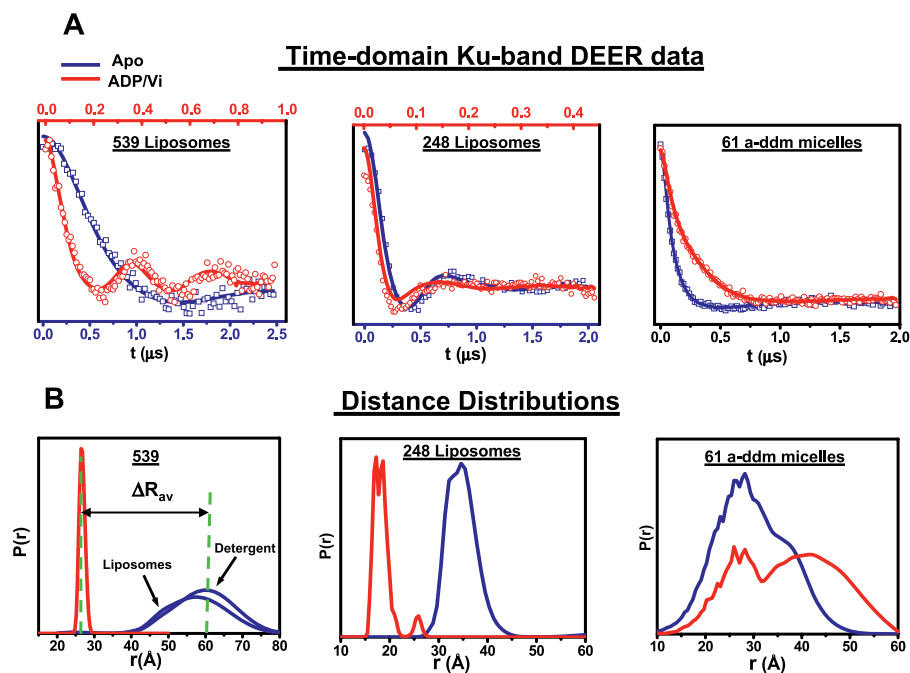 A
Time-domain Ku-band DEER data
Apo
ADP/Vi
0.0 0.2 0.4 0.6 0.8 1.0
0.0 0.1 0.2 0.3 0.4
539 Liposomes
248 Liposomes
61 a-ddm micelles
0.0 0.5 1.0 1.5 2.0 2.5
0.0 0.5 1.0 1.5 2.0
0.0 0.5 1.0 1.5 2.0
t (μs)
t (μs)
t (μs)
B
Distance Distributions
539
248 Liposomes
61 a-ddm micelles
ΔRav
Liposomes
Detergent
P(r)
P(r)
P(r)
20 30 40 50 60 70 80
10 20 30 40 50 60
10 20 30 40 50 60
r(Å)
r (Å)
r (Å)